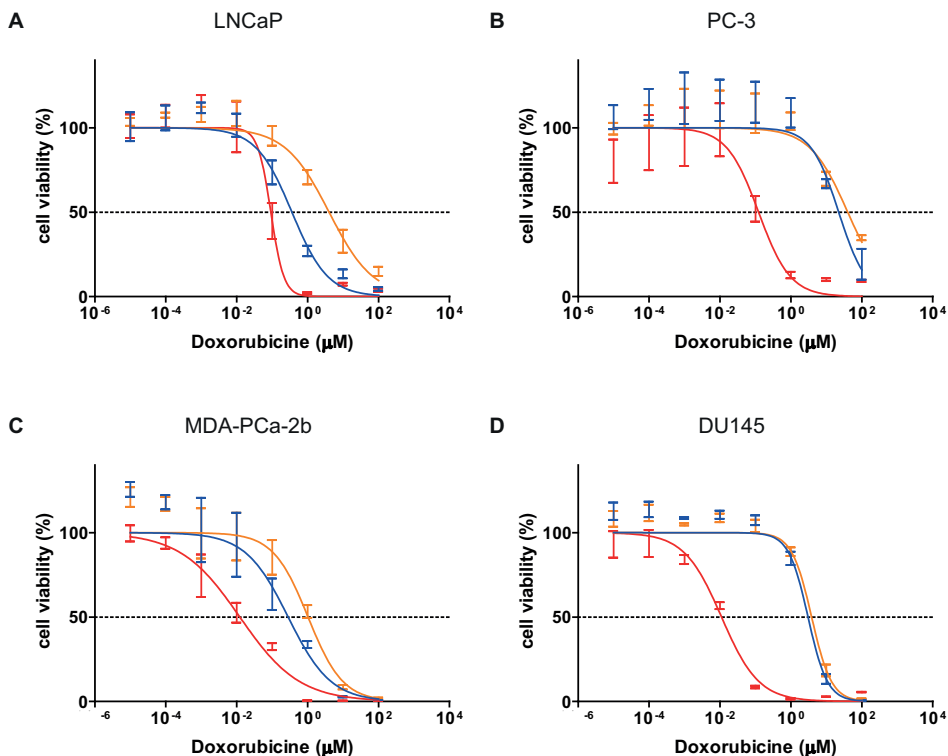 A LNCaP
cell viability (%)
100
50
0
10⁻⁶ 10⁻⁴ 10⁻² 10⁰ 10² 10⁴
Doxorubicine (μM)
B PC-3
cell viability (%)
100
50
0
10⁻⁶ 10⁻⁴ 10⁻² 10⁰ 10² 10⁴
Doxorubicine (μM)
C MDA-PCa-2b
cell viability (%)
100
50
0
10⁻⁶ 10⁻⁴ 10⁻² 10⁰ 10² 10⁴
Doxorubicine (μM)
D DU145
cell viability (%)
100
50
0
⁻⁶ 10⁻⁴ 10⁻² 10⁰ 10² 10⁴
Doxorubicine (μM)